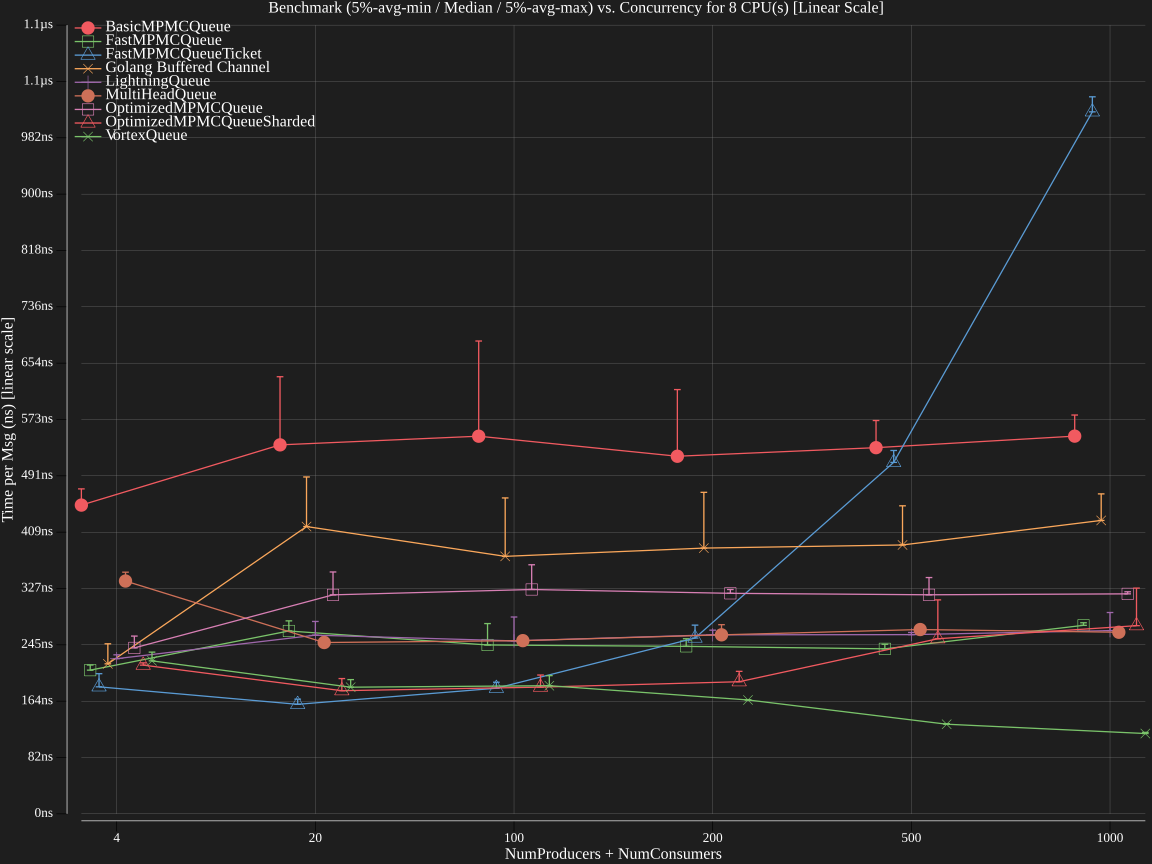 Benchmark (5%-avg-min / Median / 5%-avg-max) vs. Concurrency for 8 CPU(s) [Linear Scale]
BasicMPMCQueue
FastMPMCQueue
FastMPMCQueueTicket
Golang Buffered Channel
LightningQueue
MultiHeadQueue
OptimizedMPMCQueue
OptimizedMPMCQueueSharded
VortexQueue
Time per Msg (ns) [linear scale]
1.1µs
1.1µs
982ns
900ns
818ns
736ns
654ns
573ns
491ns
409ns
327ns
245ns
164ns
82ns
0ns
4 20 100 200 500 1000
NumProducers + NumConsumers